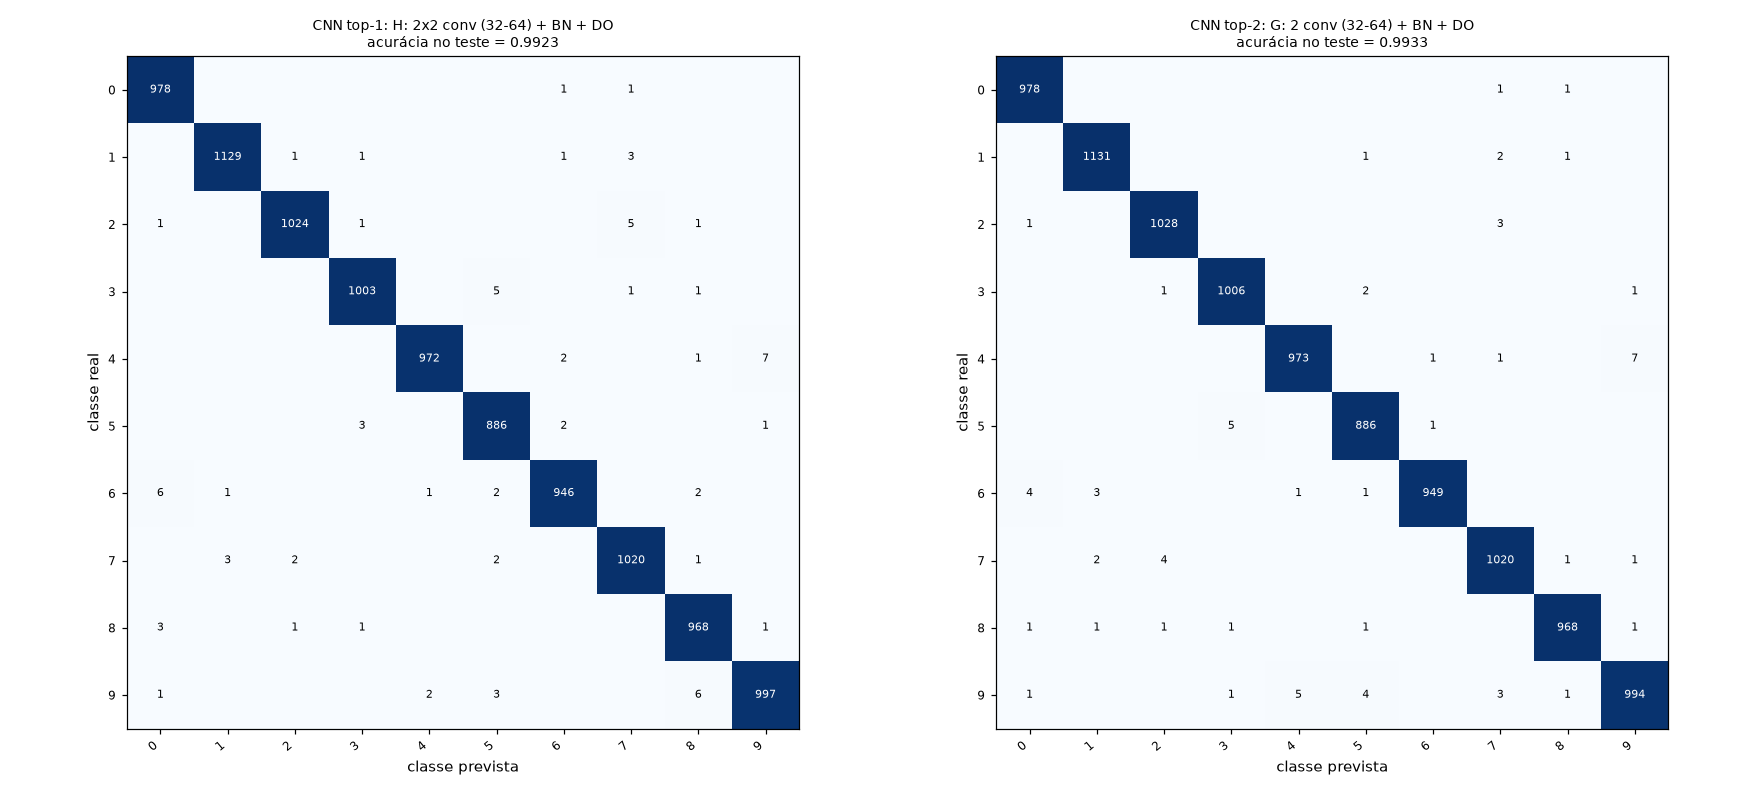 CNN top-1: H: 2x2 conv (32-64) + BN + DO
acurácia no teste = 0.9923
0 978 1 1
1 1129 1 1 1 3
2 1 1024 1 5 1
3 1003 5 1 1
4 972 2 1 7
5 3 886 2 1
6 6 1 1 2 946 2
7 3 2 2 1020 1
8 3 1 1 968 1
9 1 2 3 6 997
classe real
0 1 2 3 4 5 6 7 8 9
classe prevista
CNN top-2: G: 2 conv (32-64) + BN + DO
acurácia no teste = 0.9933
0 978 1 1
1 1131 1 2 1
2 1 1028 3
3 1 1006 2 1
4 973 1 1 7
5 5 886 1
6 4 3 1 1 949
7 2 4 1020 1 1
8 1 1 1 1 1 968 1
9 1 1 5 4 3 1 994
classe real
0 1 2 3 4 5 6 7 8 9
classe prevista